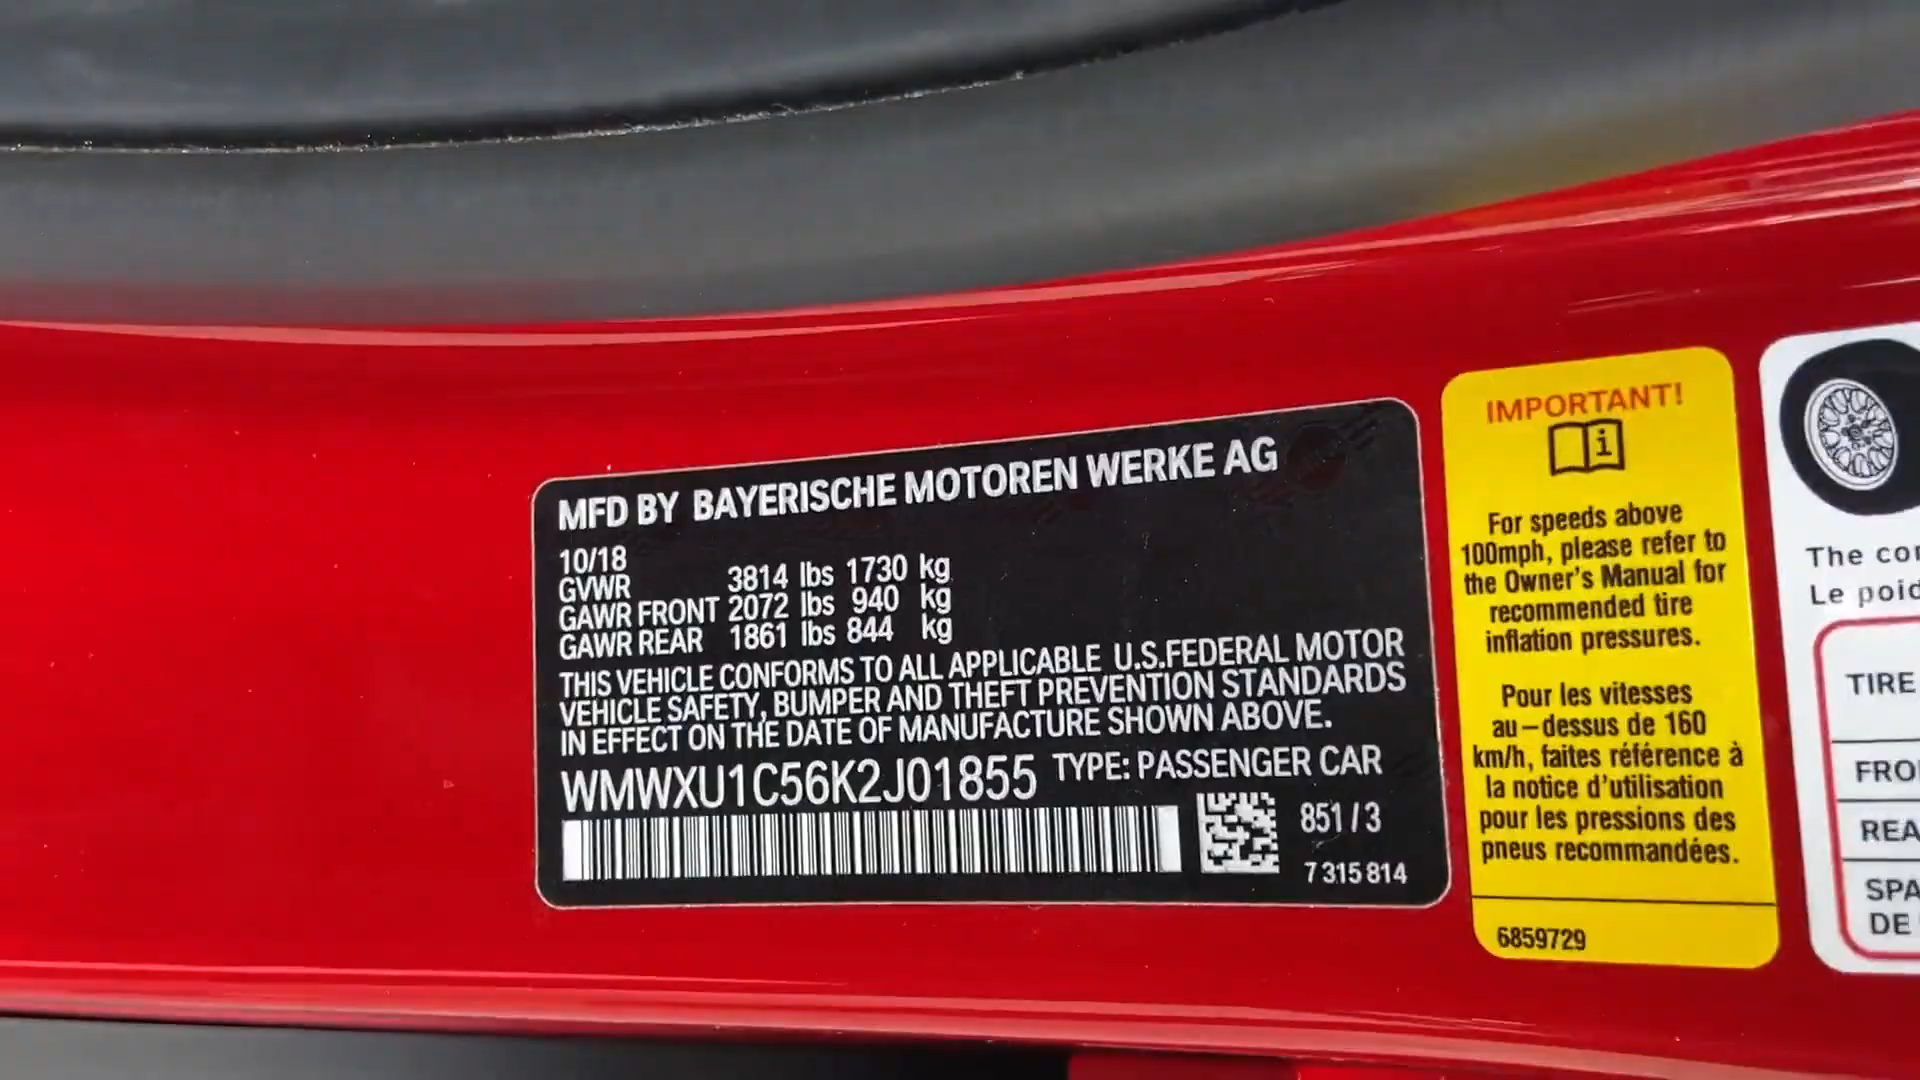 MFD BY BAYERISCHE MOTOREN WERKE AG
10/18
GVWR 3814 lbs 1730 kg
GAWR FRONT 2072 lbs 940 kg
GAWR REAR 1861 lbs 844 kg
THIS VEHICLE CONFORMS TO ALL APPLICABLE U.S.FEDERAL MOTOR
VEHICLE SAFETY, BUMPER AND THEFT PREVENTION STANDARDS
IN EFFECT ON THE DATE OF MANUFACTURE SHOWN ABOVE.
WMWXU1C56K2J01855 TYPE: PASSENGER CAR
851 / 3
7 315 814
IMPORTANT!
i
For speeds above
100mph, please refer to
the Owner's Manual for
recommended tire
inflation pressures.
Pour les vitesses
au–dessus de 160
km/h, faites référence à
la notice d'utilisation
pour les pressions des
pneus recommandées.
6859729
The
Le
TIRE
DE